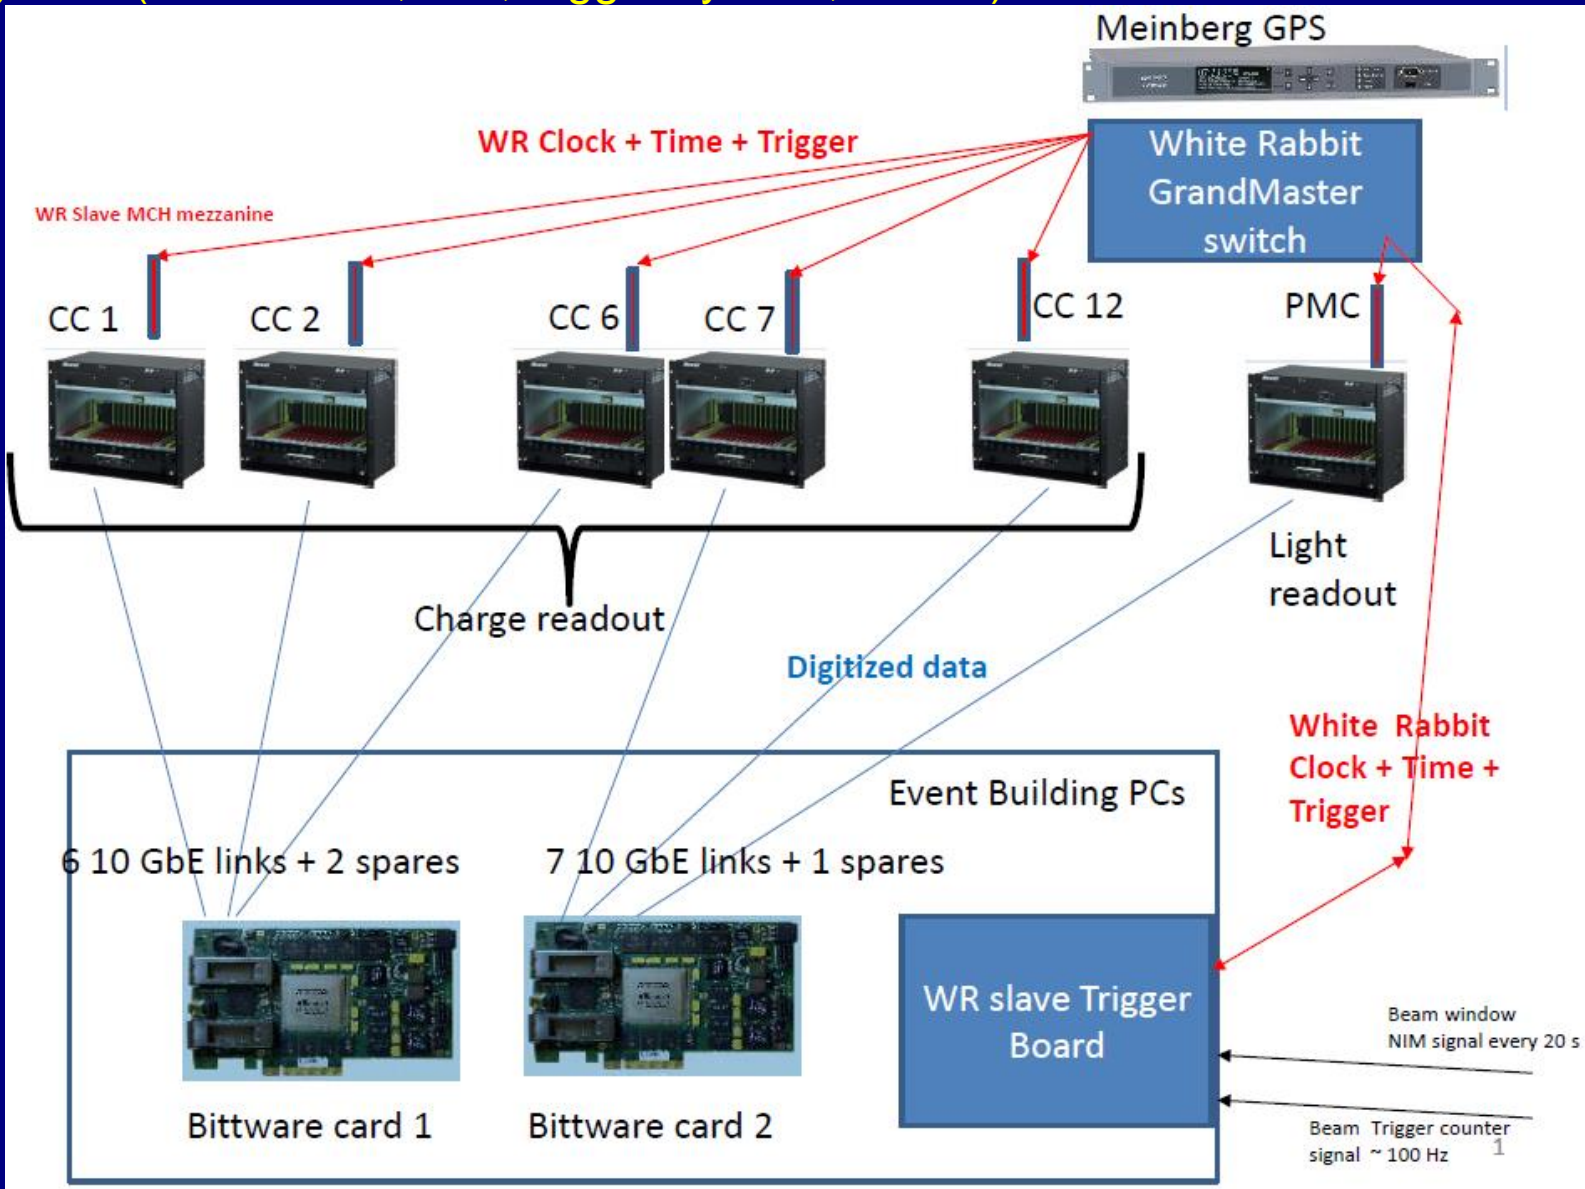 Meinberg GPS
WR Clock + Time + Trigger
White Rabbit
GrandMaster
switch
WR Slave MCH mezzanine
CC 1
CC 2
CC 6
CC 7
CC 12
PMC
Light
readout
Charge readout
Digitized data
White Rabbit
Clock + Time +
Trigger
Event Building PCs
6 10 GbE links + 2 spares
7 10 GbE links + 1 spares
WR slave Trigger
Board
Beam window
NIM signal every 20 s
Bittware card 1
Bittware card 2
Beam Trigger counter
signal ~ 100 Hz
1